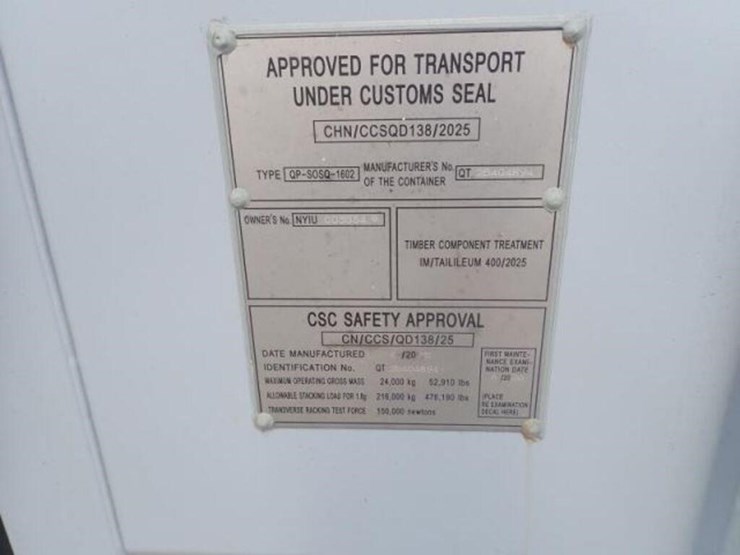 APPROVED FOR TRANSPORT
UNDER CUSTOMS SEAL
CHN/CCSQD138/2025
TYPE QP-SOSQ-1602 MANUFACTURER'S No. OF THE CONTAINER QT
OWNER'S No. NYIU
TIMBER COMPONENT TREATMENT
IM/TAILILEUM 400/2025
CSC SAFETY APPROVAL
CN/CCS/QD138/25
DATE MANUFACTURED /20
IDENTIFICATION No. QT
MAXIMUM OPERATING GROSS MASS 24,000 kg 52,910 lbs
ALLOWABLE STACKING LOAD FOR 1.8g 216,000 kg 476,190 lbs
TRANSVERSE RACKING TEST FORCE 150,000 newtons
FIRST MAINTE-
NANCE EXAMI-
NATION DATE
/20
(PLACE
RE EXAMINATION
DECAL HERE)